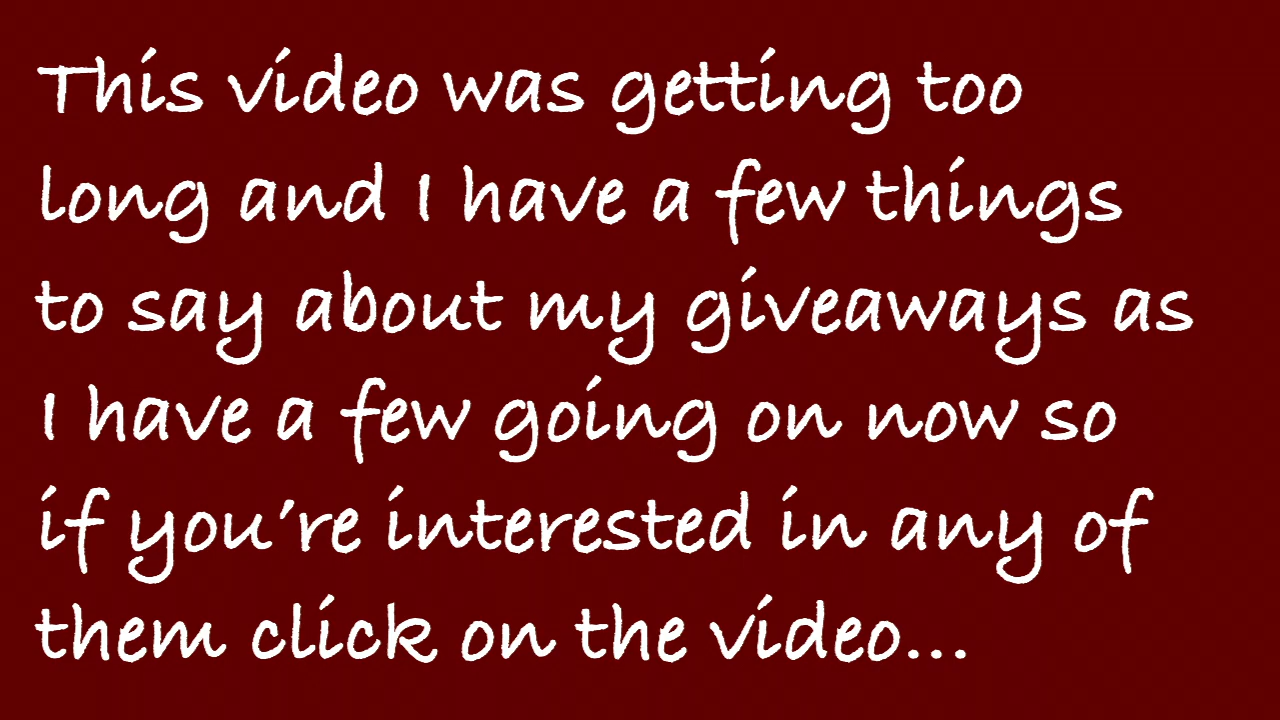 This video was getting too
long and I have a few things
to say about my giveaways as
I have a few going on now so
if you're interested in any of
them click on the video...